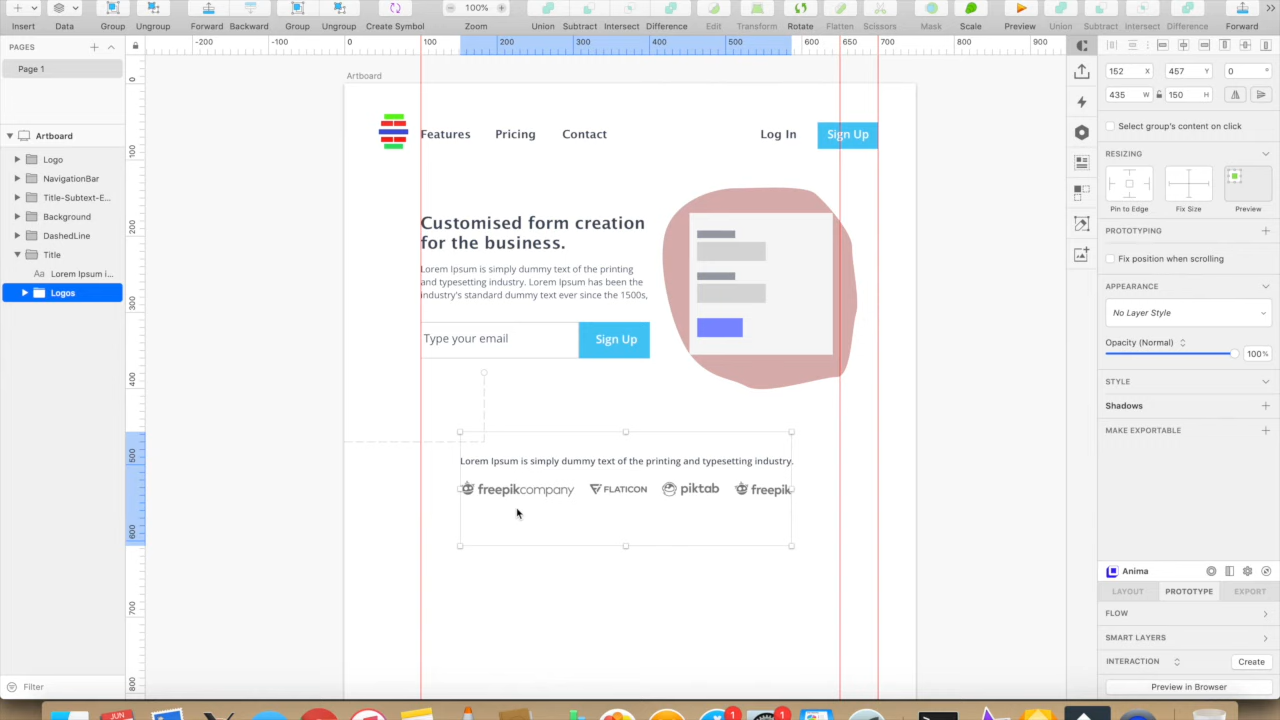 100%
Insert Data Group Ungroup Forward Backward Group Ungroup Create Symbol Zoom Union Subtract Intersect Difference Edit Transform Rotate Flatten Scissors Mask Scale Preview Union Subtract Intersect Difference Forward
PAGES
Page 1
Artboard
Logo
NavigationBar
Title-Subtext-E...
Background
DashedLine
Title
Aa Lorem Ipsum i...
Logos
Filter
-200 -100 0 100 200 300 400 500 600 650 700 800 900
0
100
200
300
400
500
600
700
800
Artboard
Features Pricing Contact Log In Sign Up
Customised form creation
for the business.
Lorem Ipsum is simply dummy text of the printing
and typesetting industry. Lorem Ipsum has been the
industry's standard dummy text ever since the 1500s,
Type your email Sign Up
Lorem Ipsum is simply dummy text of the printing and typesetting industry.
freepikcompany FLATICON piktab freepik
152 X 457 Y 0 °
435 W 150 H
Select group's content on click
RESIZING
Pin to Edge Fix Size Preview
PROTOTYPING
Fix position when scrolling
APPEARANCE
No Layer Style
Opacity (Normal) 100%
STYLE
Shadows
MAKE EXPORTABLE
Anima
LAYOUT PROTOTYPE EXPORT
FLOW
SMART LAYERS
INTERACTION Create
Preview in Browser
JUN 1 1